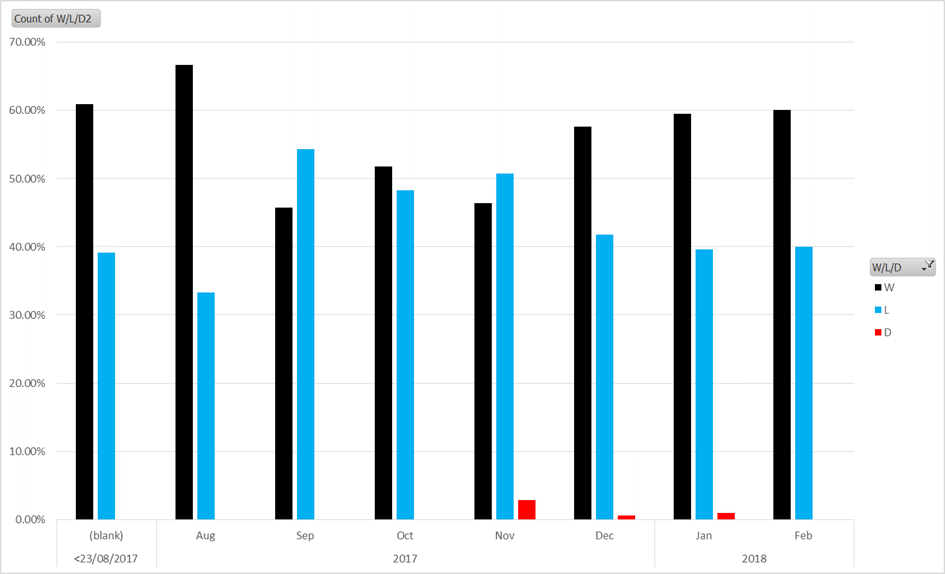 Count of W/L/D2
70.00%
60.00%
50.00%
40.00%
30.00%
20.00%
10.00%
0.00%
(blank) Aug Sep Oct Nov Dec Jan Feb
<23/08/2017 2017 2018
W/L/D
W
L
D